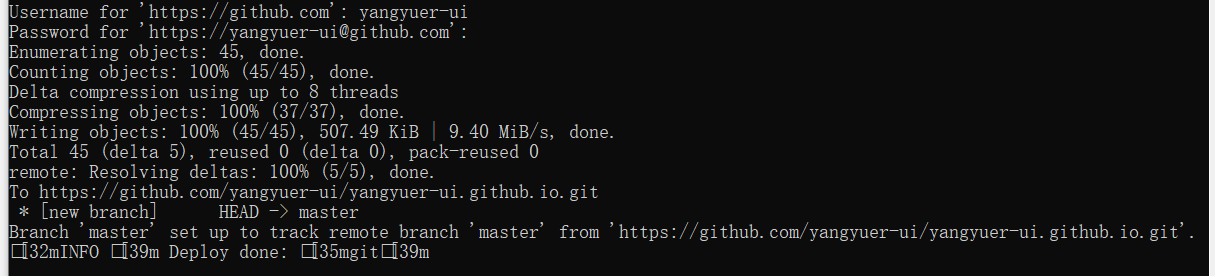 Username for 'https://github.com': yangyuer-ui
Password for 'https://yangyuer-ui@github.com':
Enumerating objects: 45, done.
Counting objects: 100% (45/45), done.
Delta compression using up to 8 threads
Compressing objects: 100% (37/37), done.
Writing objects: 100% (45/45), 507.49 KiB | 9.40 MiB/s, done.
Total 45 (delta 5), reused 0 (delta 0), pack-reused 0
remote: Resolving deltas: 100% (5/5), done.
To https://github.com/yangyuer-ui/yangyuer-ui.github.io.git
 * [new branch]      HEAD -> master
Branch 'master' set up to track remote branch 'master' from 'https://github.com/yangyuer-ui/yangyuer-ui.github.io.git'.
□[32mINFO □[39m Deploy done: □[35mgit□[39m